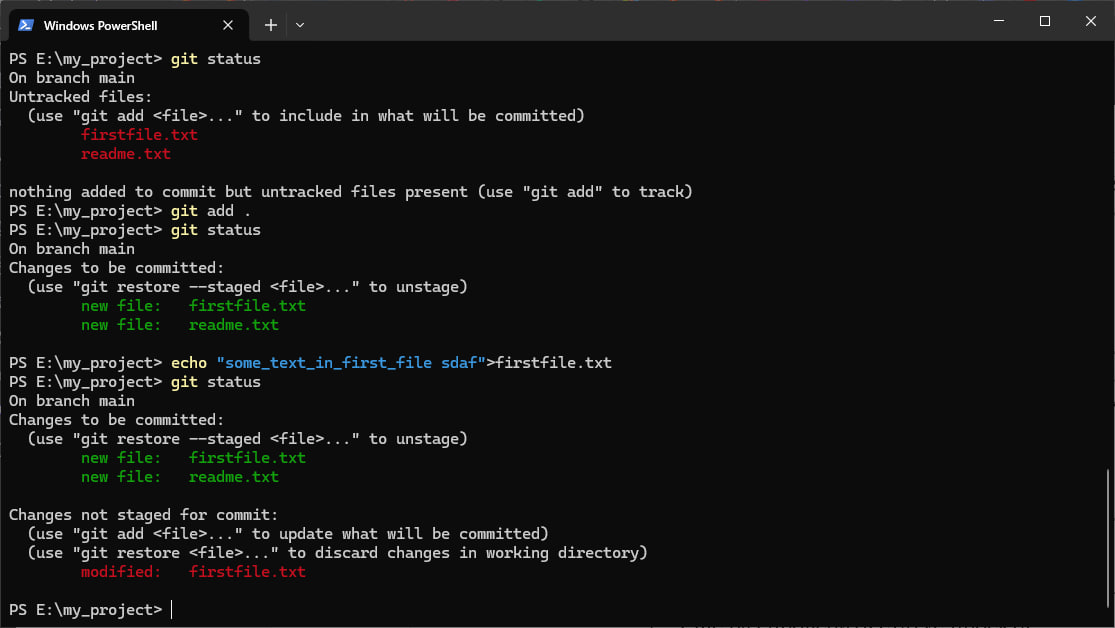 Windows PowerShell
PS E:\my_project> git status
On branch main
Untracked files:
  (use "git add <file>..." to include in what will be committed)
        firstfile.txt
        readme.txt

nothing added to commit but untracked files present (use "git add" to track)
PS E:\my_project> git add .
PS E:\my_project> git status
On branch main
Changes to be committed:
  (use "git restore --staged <file>..." to unstage)
        new file:   firstfile.txt
        new file:   readme.txt

PS E:\my_project> echo "some_text_in_first_file sdaf">firstfile.txt
PS E:\my_project> git status
On branch main
Changes to be committed:
  (use "git restore --staged <file>..." to unstage)
        new file:   firstfile.txt
        new file:   readme.txt

Changes not staged for commit:
  (use "git add <file>..." to update what will be committed)
  (use "git restore <file>..." to discard changes in working directory)
        modified:   firstfile.txt

PS E:\my_project>